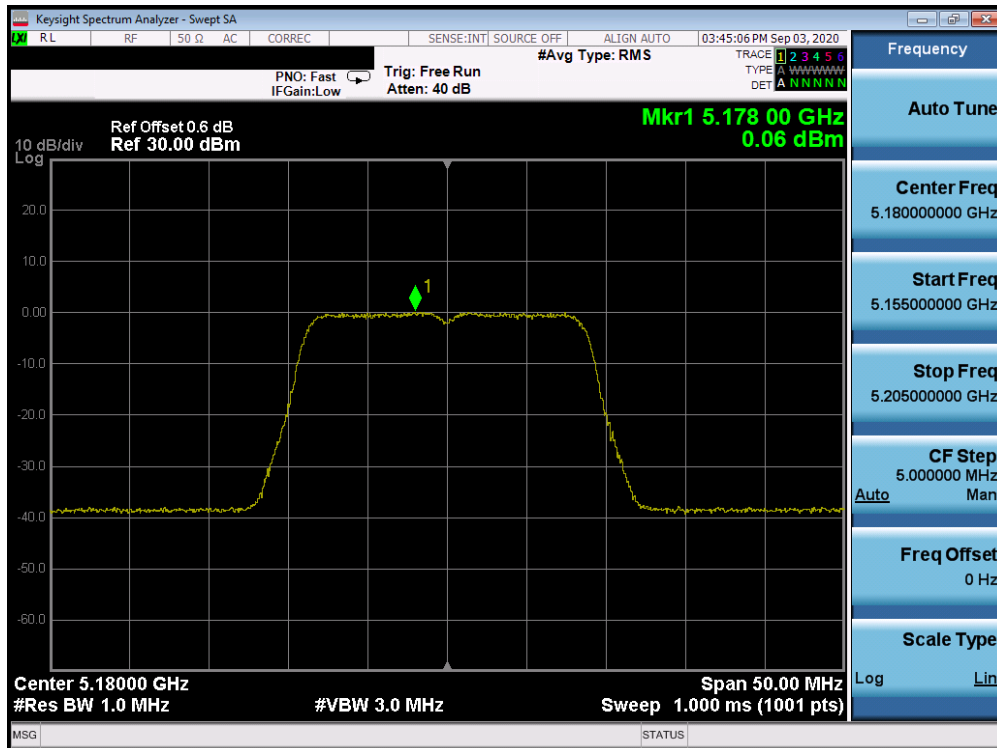 Keysight Spectrum Analyzer - Swept SA
LXI RL RF 50 Ω AC CORREC SENSE:INT SOURCE OFF ALIGN AUTO 03:45:06 PM Sep 03, 2020
#Avg Type: RMS
TRACE 1 2 3 4 5 6
TYPE A WWWWW
DET A N N N N N
PNO: Fast
IFGain:Low
Trig: Free Run
Atten: 40 dB
Mkr1 5.178 00 GHz
0.06 dBm
Ref Offset 0.6 dB
10 dB/div Ref 30.00 dBm
Log
20.0
10.0
1
0.00
-10.0
-20.0
-30.0
-40.0
-50.0
-60.0
Center 5.18000 GHz Span 50.00 MHz
#Res BW 1.0 MHz #VBW 3.0 MHz Sweep 1.000 ms (1001 pts)
MSG STATUS
Frequency
Auto Tune
Center Freq
5.180000000 GHz
Start Freq
5.155000000 GHz
Stop Freq
5.205000000 GHz
CF Step
5.000000 MHz
Auto Man
Freq Offset
0 Hz
Scale Type
Log Lin